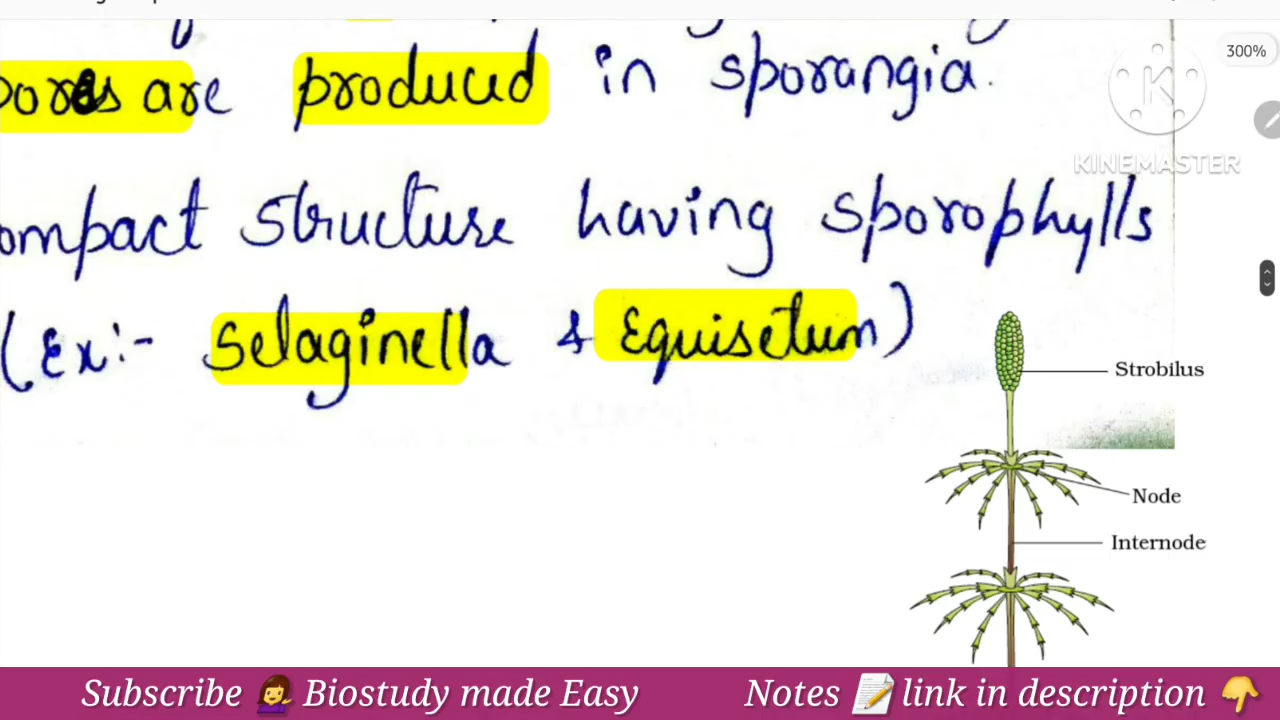 are produced in sporangia.
structure having sporophylls
(Ex:- Selaginella & Equisetum)
300%
KINEMASTER
Strobilus
Node
Internode
Subscribe 💁‍♀️ Biostudy made Easy Notes 📝 link in description 👇